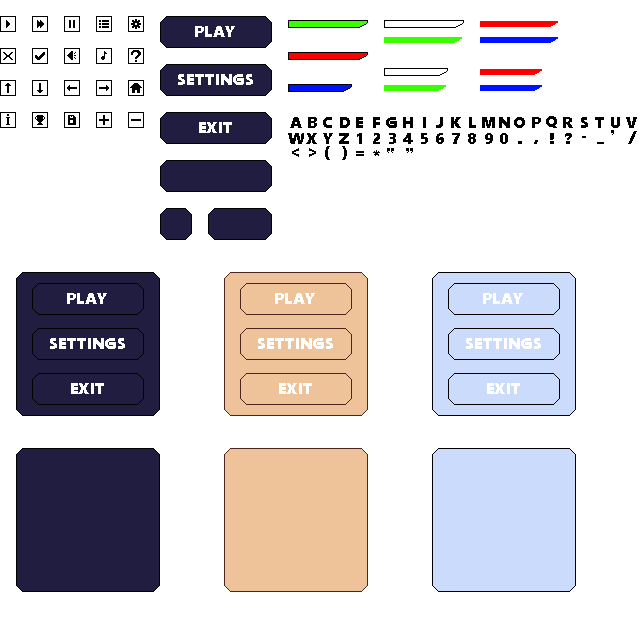 PLAY
SETTINGS
EXIT
A B C D E F G H I J K L M N O P Q R S T U V
W X Y Z 1 2 3 4 5 6 7 8 9 0 . , ! ? - _ ' /
< > ( ) = * " "
PLAY
SETTINGS
EXIT
PLAY
SETTINGS
EXIT
PLAY
SETTINGS
EXIT